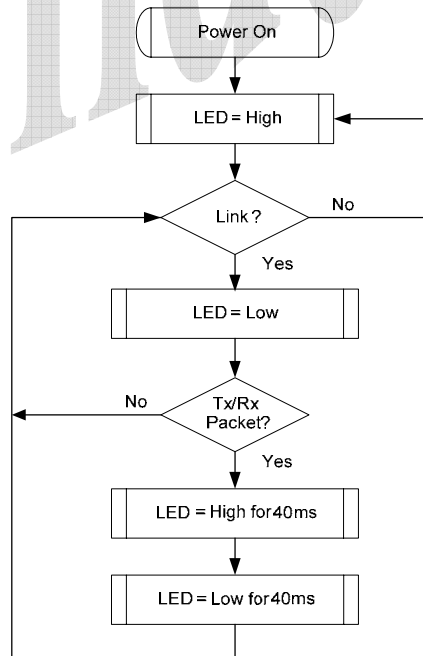 Power On
LED = High
Link ?
No
Yes
LED = Low
No
Tx/Rx
Packet?
Yes
LED = High for40ms
LED = Low for40ms